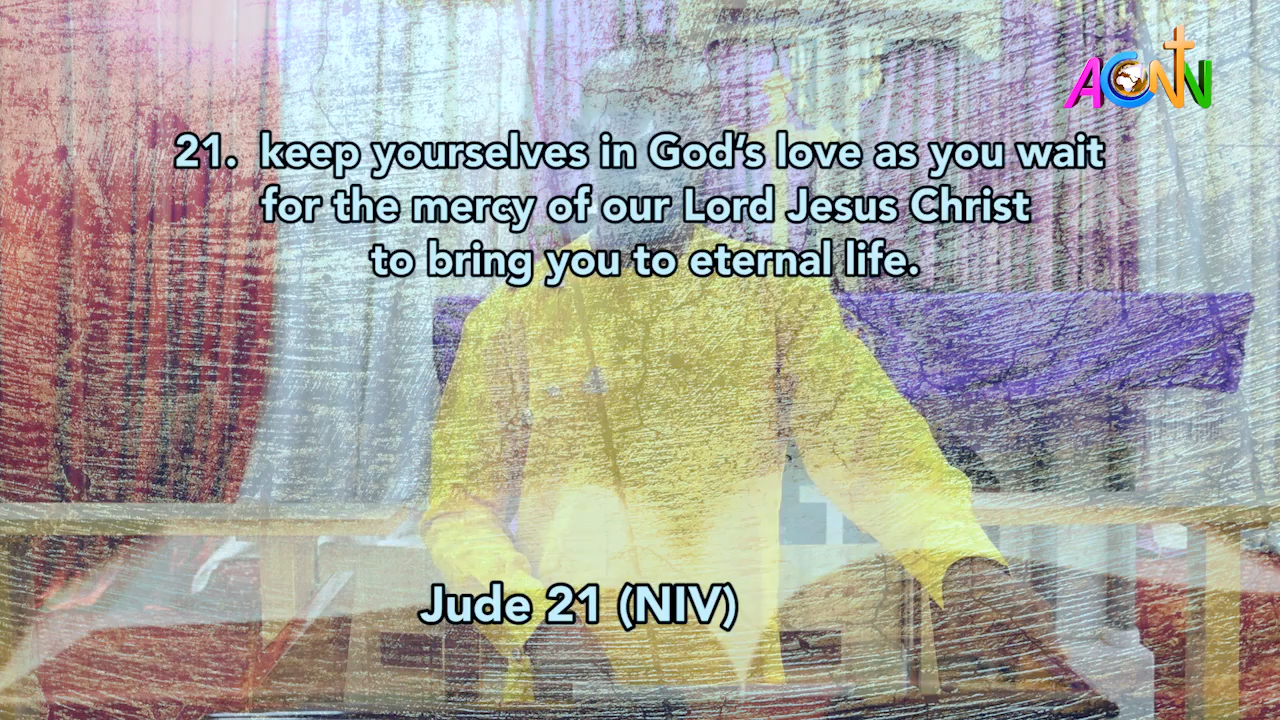 ACNN
21. keep yourselves in God's love as you wait
for the mercy of our Lord Jesus Christ
to bring you to eternal life.
Jude 21 (NIV)